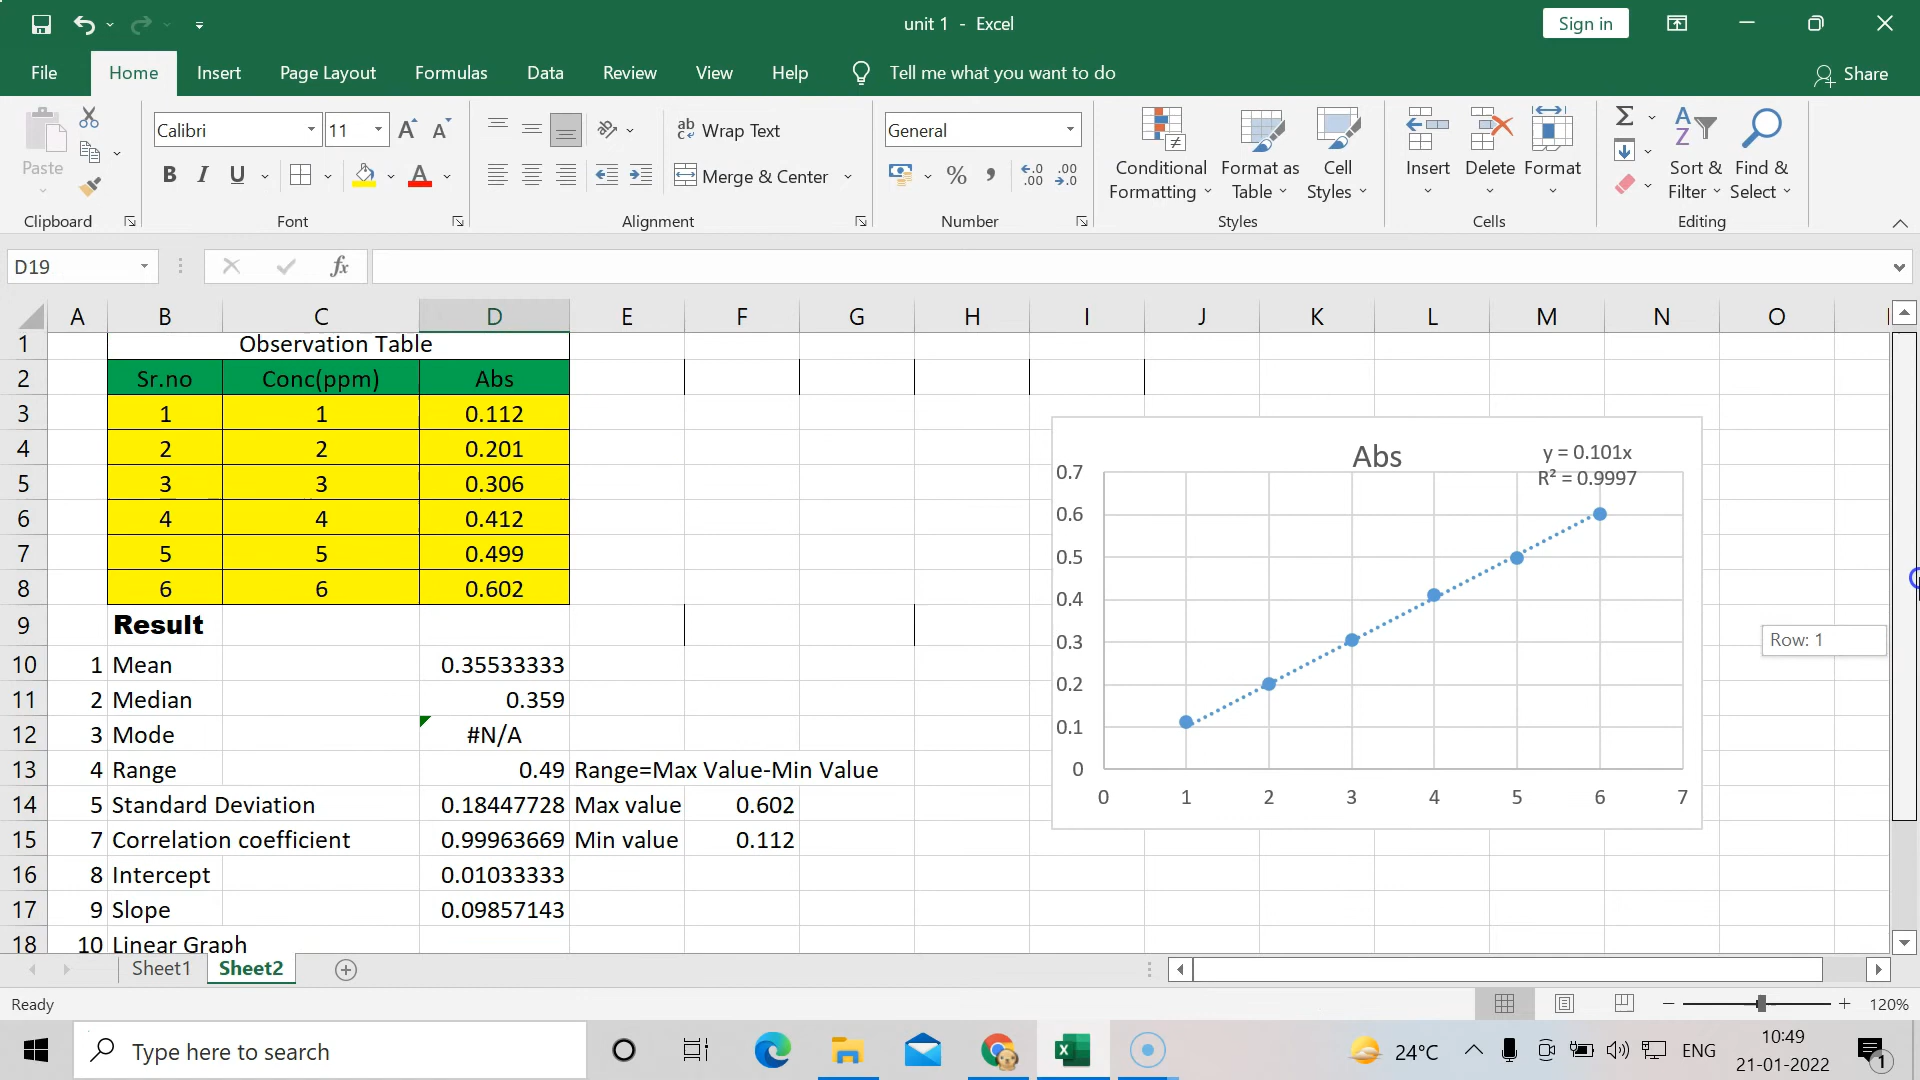 unit 1 - Excel
Sign in
File Home Insert Page Layout Formulas Data Review View Help Tell me what you want to do Share
Paste
Calibri 11
Wrap Text
Merge & Center
General
Conditional Formatting
Format as Table
Cell Styles
Insert Delete Format
Sort & Filter
Find & Select
Clipboard Font Alignment Number Styles Cells Editing
D19 fx
A B C D E F G H I J K L M N O
1 Observation Table
2 Sr.no Conc(ppm) Abs
3 1 1 0.112
4 2 2 0.201
5 3 3 0.306
6 4 4 0.412
7 5 5 0.499
8 6 6 0.602
9 Result
10 1 Mean 0.35533333
11 2 Median 0.359
12 3 Mode #N/A
13 4 Range 0.49 Range=Max Value-Min Value
14 5 Standard Deviation 0.18447728 Max value 0.602
15 7 Correlation coefficient 0.99963669 Min value 0.112
16 8 Intercept 0.01033333
17 9 Slope 0.09857143
18 10 Linear Graph
Abs
y = 0.101x
R² = 0.9997
0.7
0.6
0.5
0.4
0.3
0.2
0.1
0
0 1 2 3 4 5 6 7
Row: 1
Sheet1 Sheet2
Ready
120%
Type here to search
24°C
ENG
10:49
21-01-2022
1